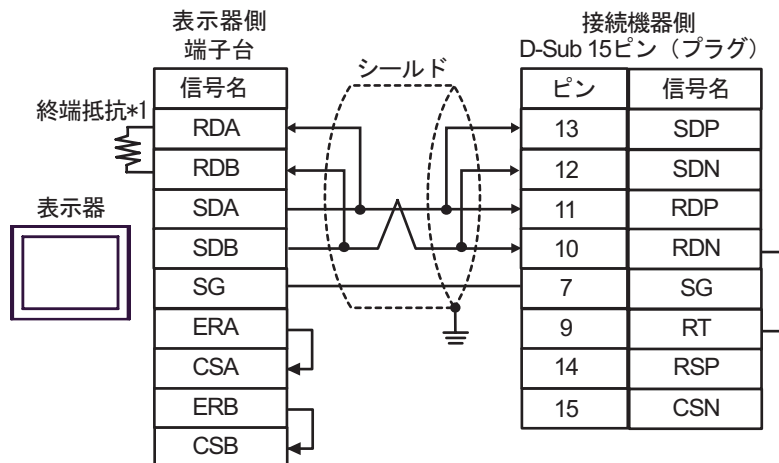 表示器側
端子台
接続機器側
D-Sub 15ピン（プラグ）
シールド
終端抵抗*1
表示器
信号名
RDA
RDB
SDA
SDB
SG
ERA
CSA
ERB
CSB
ピン 信号名
13 SDP
12 SDN
11 RDP
10 RDN
7 SG
9 RT
14 RSP
15 CSN